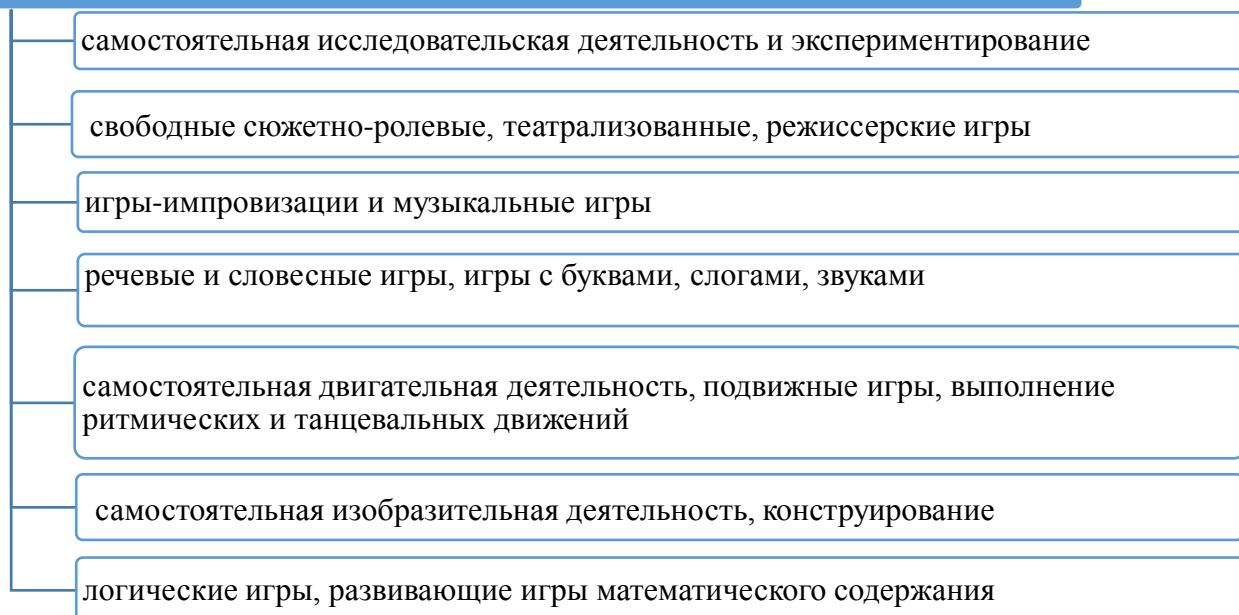 самостоятельная исследовательская деятельность и экспериментирование
свободные сюжетно-ролевые, театрализованные, режиссерские игры
игры-импровизации и музыкальные игры
речевые и словесные игры, игры с буквами, слогами, звуками
самостоятельная двигательная деятельность, подвижные игры, выполнение
ритмических и танцевальных движений
самостоятельная изобразительная деятельность, конструирование
логические игры, развивающие игры математического содержания